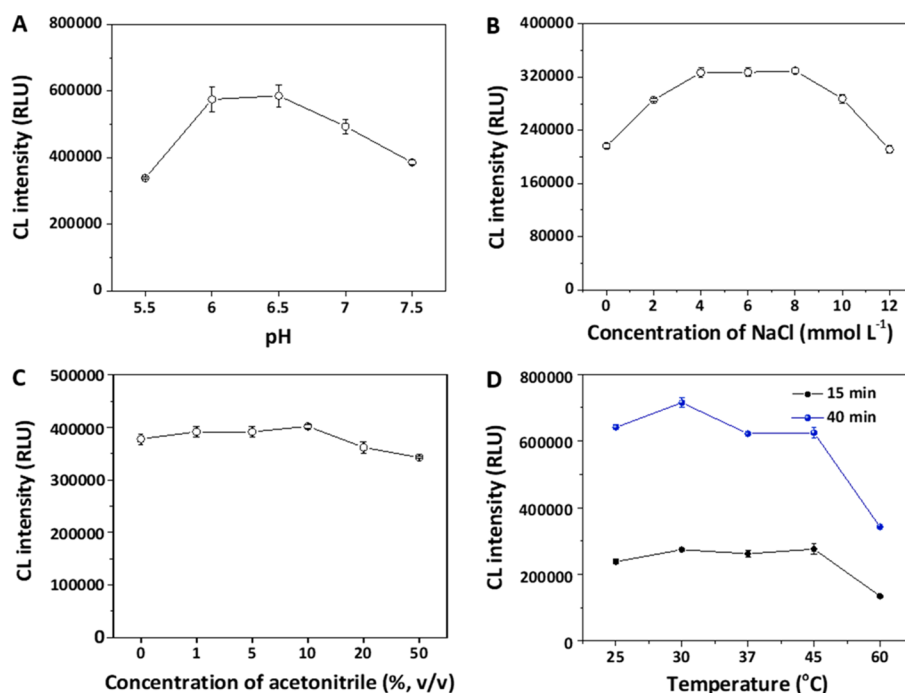 A
CL intensity (RLU)
800000
600000
400000
200000
0
5.5 6 6.5 7 7.5
pH
B
CL intensity (RLU)
400000
320000
240000
160000
80000
0
0 2 4 6 8 10 12
Concentration of NaCl (mmol L⁻¹)
C
CL intensity (RLU)
500000
400000
300000
200000
100000
0
0 1 5 10 20 50
Concentration of acetonitrile (%, v/v)
D
CL intensity (RLU)
800000
600000
400000
200000
0
15 min
40 min
25 30 37 45 60
Temperature (°C)